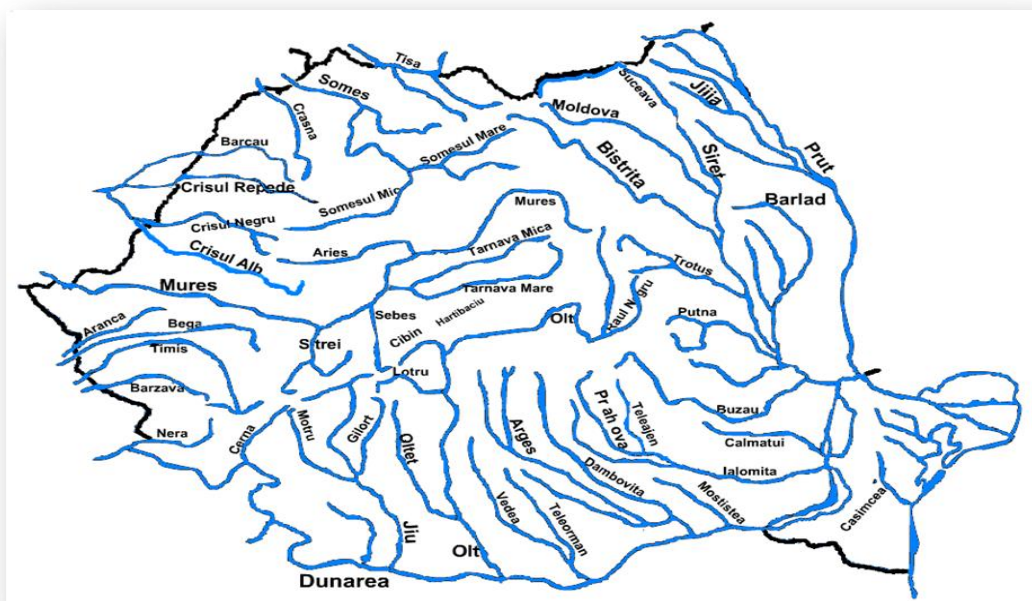 Tisa
Somes
Suceava
Jijia
Moldova
Crasna
Barcau
Somesul Mare
Siret
Prut
Bistrita
Crisul Repede
Somesul Mic
Mures
Barlad
Crisul Negru
Aries
Tarnava Mica
Crisul Alb
Trotus
Mures
Tarnava Mare
Raul Negru
Aranca
Bega
Sebes
Cibin
Hartibaciu
Olt
Putna
Timis
Strei
Lotru
Barzava
Nera
Cerna
Motru
Gilort
Oltet
Arges
Prahova
Teleajen
Buzau
Calmatui
Dambovita
Ialomita
Mostistea
Casimcea
Vedea
Teleorman
Jiu
Olt
Dunarea